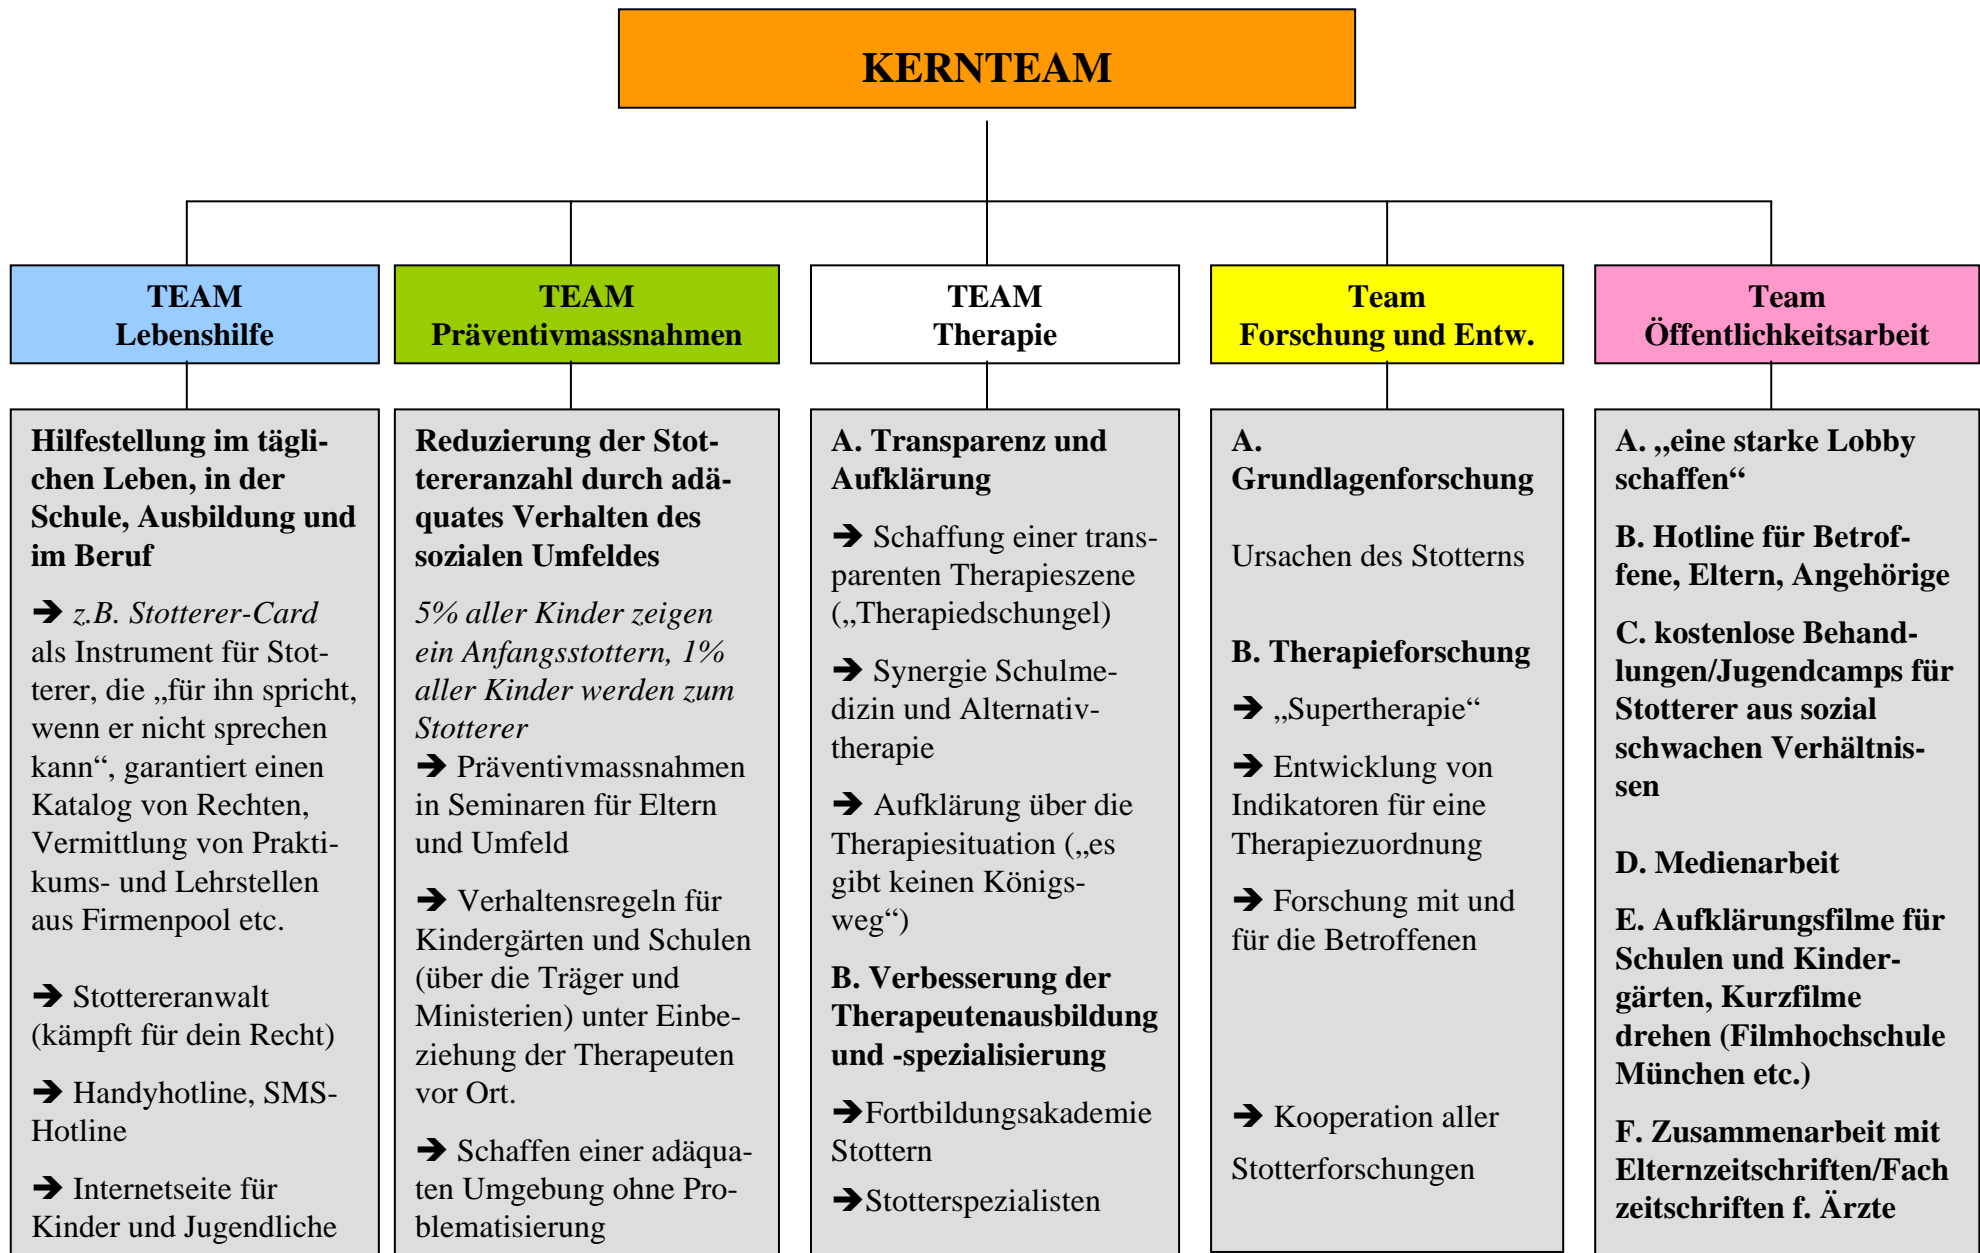 KERNTEAM
TEAM
Lebenshilfe
TEAM
Präventivmassnahmen
TEAM
Therapie
Team
Forschung und Entw.
Team
Öffentlichkeitsarbeit
Hilfestellung im tägli-
chen Leben, in der
Schule, Ausbildung und
im Beruf
➔ z.B. Stotterer-Card
als Instrument für Stot-
terer, die „für ihn spricht,
wenn er nicht sprechen
kann“, garantiert einen
Katalog von Rechten,
Vermittlung von Prakti-
kums- und Lehrstellen
aus Firmenpool etc.
➔ Stottereranwalt
(kämpft für dein Recht)
➔ Handyhotline, SMS-
Hotline
➔ Internetseite für
Kinder und Jugendliche
Reduzierung der Stot-
tereranzahl durch adä-
quates Verhalten des
sozialen Umfeldes
5% aller Kinder zeigen
ein Anfangsstottern, 1%
aller Kinder werden zum
Stotterer
➔ Präventivmassnahmen
in Seminaren für Eltern
und Umfeld
➔ Verhaltensregeln für
Kindergärten und Schulen
(über die Träger und
Ministerien) unter Einbe-
ziehung der Therapeuten
vor Ort.
➔ Schaffen einer adäqua-
ten Umgebung ohne Pro-
blematisierung
A. Transparenz und
Aufklärung
➔ Schaffung einer trans-
parenten Therapieszene
(„Therapiedschungel)
➔ Synergie Schulme-
dizin und Alternativ-
therapie
➔ Aufklärung über die
Therapiesituation („es
gibt keinen Königs-
weg“)
B. Verbesserung der
Therapeutenausbildung
und -spezialisierung
➔Fortbildungsakademie
Stottern
➔Stotterspezialisten
A.
Grundlagenforschung
Ursachen des Stotterns
B. Therapieforschung
➔ „Supertherapie“
➔ Entwicklung von
Indikatoren für eine
Therapiezuordnung
➔ Forschung mit und
für die Betroffenen
➔ Kooperation aller
Stotterforschungen
A. „eine starke Lobby
schaffen“
B. Hotline für Betrof-
fene, Eltern, Angehörige
C. kostenlose Behand-
lungen/Jugendcamps für
Stotterer aus sozial
schwachen Verhältnis-
sen
D. Medienarbeit
E. Aufklärungsfilme für
Schulen und Kinder-
gärten, Kurzfilme
drehen (Filmhochschule
München etc.)
F. Zusammenarbeit mit
Elternzeitschriften/Fach
zeitschriften f. Ärzte